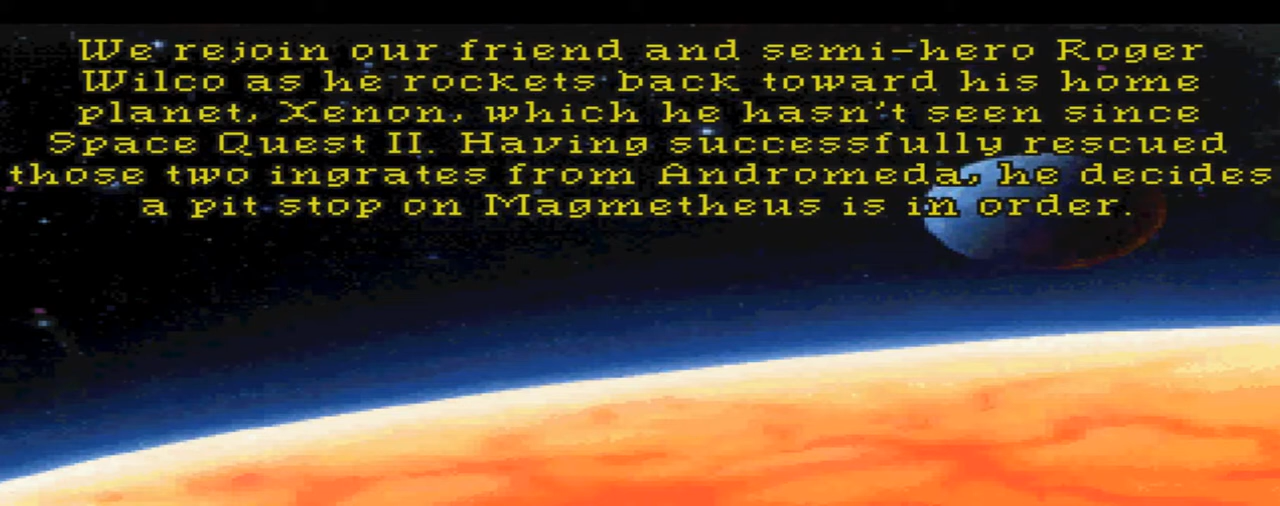 We rejoin our friend and semi-hero Roger
Wilco as he rockets back toward his home
planet, Xenon, which he hasn't seen since
Space Quest II. Having successfully rescued
those two ingrates from Andromeda, he decides
a pit stop on Magmetheus is in order.